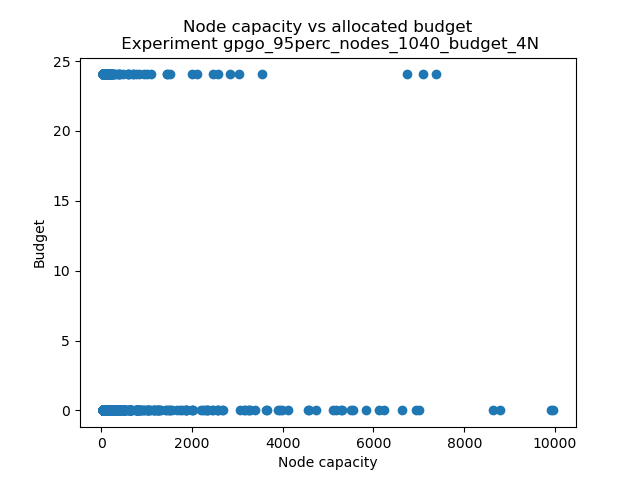 Node capacity vs allocated budget
Experiment gpgo_95perc_nodes_1040_budget_4N
25
20
15
10
5
0
Budget
0 2000 4000 6000 8000 10000
Node capacity